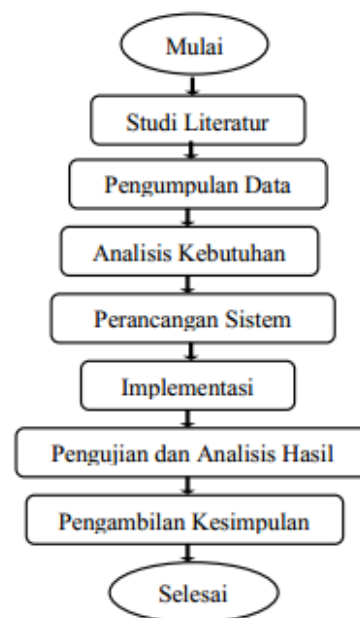 Mulai
Studi Literatur
Pengumpulan Data
Analisis Kebutuhan
Perancangan Sistem
Implementasi
Pengujian dan Analisis Hasil
Pengambilan Kesimpulan
Selesai